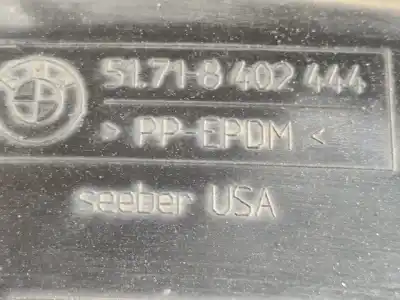 51.71-8 402 444
> PP-EPDM <
seeber USA